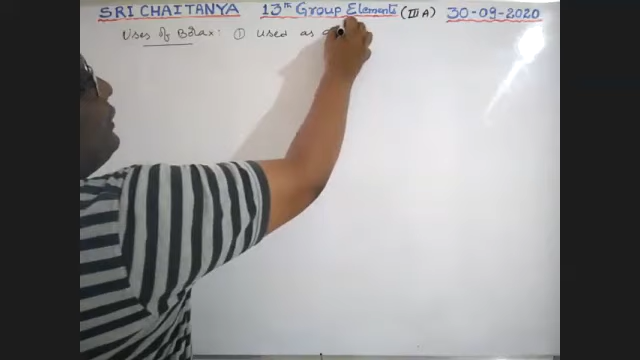 SRI CHAITANYA 13th Group Elements (III A) 30-09-2020
Uses of Borax: ① Used as a